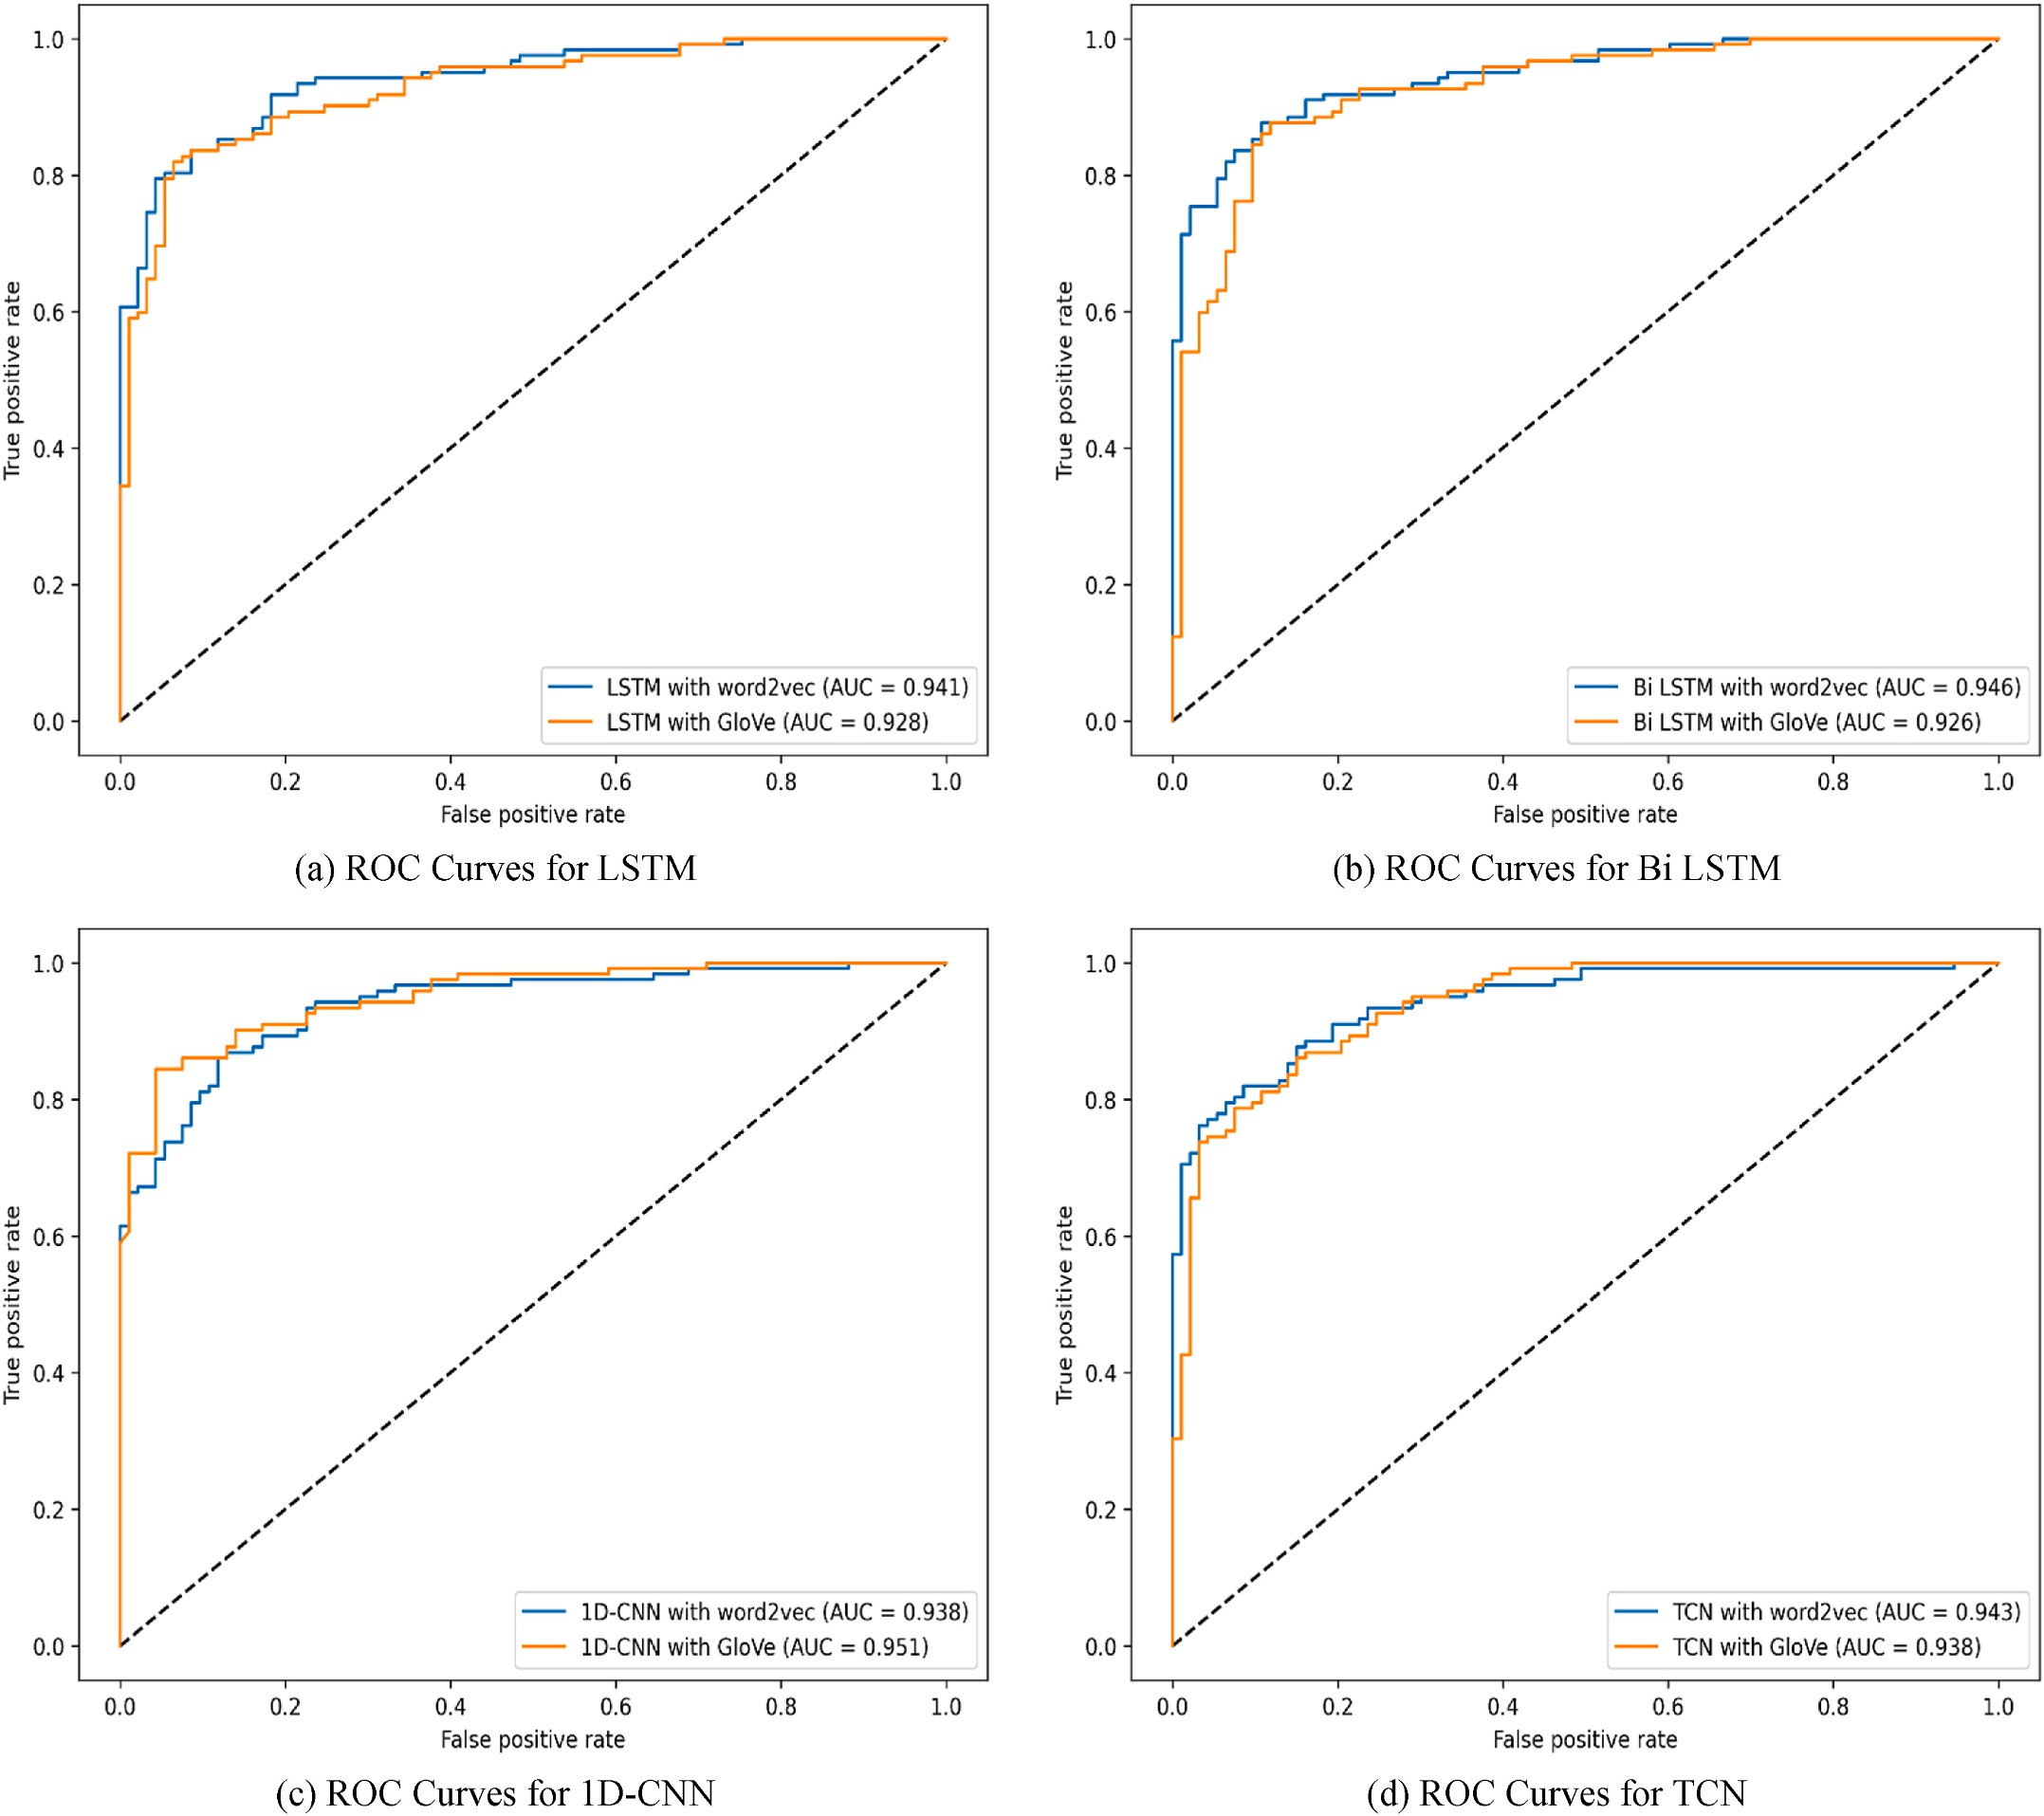 1.0
0.8
0.6
0.4
0.2
0.0
True positive rate
LSTM with word2vec (AUC = 0.941)
LSTM with GloVe (AUC = 0.928)
0.0 0.2 0.4 0.6 0.8 1.0
False positive rate
(a) ROC Curves for LSTM
1.0
0.8
0.6
0.4
0.2
0.0
True positive rate
Bi LSTM with word2vec (AUC = 0.946)
Bi LSTM with GloVe (AUC = 0.926)
0.0 0.2 0.4 0.6 0.8 1.0
False positive rate
(b) ROC Curves for Bi LSTM
1.0
0.8
0.6
0.4
0.2
0.0
True positive rate
1D-CNN with word2vec (AUC = 0.938)
1D-CNN with GloVe (AUC = 0.951)
0.0 0.2 0.4 0.6 0.8 1.0
False positive rate
(c) ROC Curves for 1D-CNN
1.0
0.8
0.6
0.4
0.2
0.0
True positive rate
TCN with word2vec (AUC = 0.943)
TCN with GloVe (AUC = 0.938)
0.0 0.2 0.4 0.6 0.8 1.0
False positive rate
(d) ROC Curves for TCN